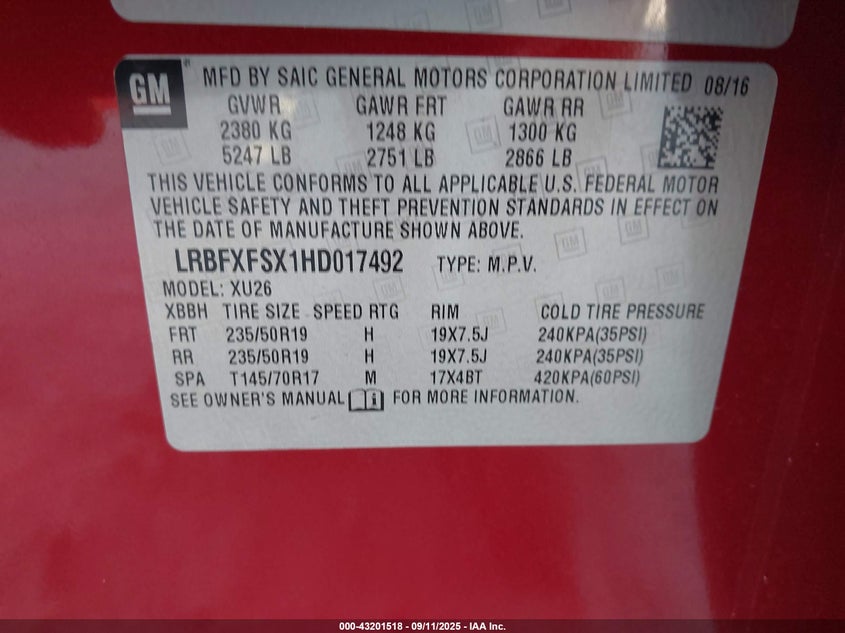 GM
MFD BY SAIC GENERAL MOTORS CORPORATION LIMITED 08/16
GVWR GAWR FRT GAWR RR
2380 KG 1248 KG 1300 KG
5247 LB 2751 LB 2866 LB
THIS VEHICLE CONFORMS TO ALL APPLICABLE U.S. FEDERAL MOTOR
VEHICLE SAFETY AND THEFT PREVENTION STANDARDS IN EFFECT ON
THE DATE OF MANUFACTURE SHOWN ABOVE.
LRBFXFSX1HD017492 TYPE: M.P.V.
MODEL: XU26
XBBH TIRE SIZE SPEED RTG RIM COLD TIRE PRESSURE
FRT 235/50R19 H 19X7.5J 240KPA(35PSI)
RR 235/50R19 H 19X7.5J 240KPA(35PSI)
SPA T145/70R17 M 17X4BT 420KPA(60PSI)
SEE OWNER'S MANUAL FOR MORE INFORMATION.
000-43201518 - 09/11/2025 - IAA Inc.